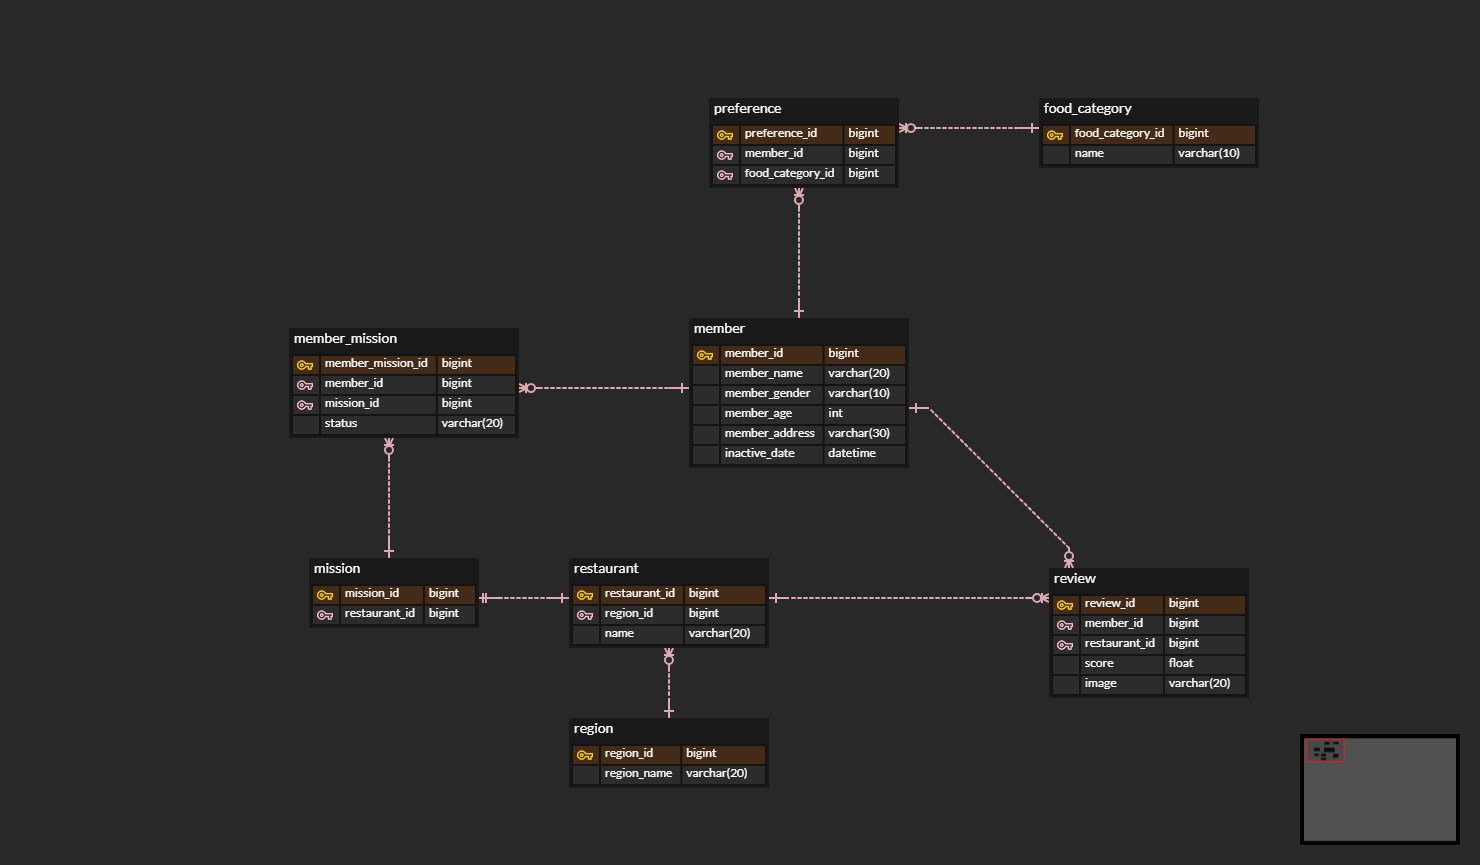 preference
preference_id bigint
member_id bigint
food_category_id bigint
food_category
food_category_id bigint
name varchar(10)
member_mission
member_mission_id bigint
member_id bigint
mission_id bigint
status varchar(20)
member
member_id bigint
member_name varchar(20)
member_gender varchar(10)
member_age int
member_address varchar(30)
inactive_date datetime
mission
mission_id bigint
restaurant_id bigint
restaurant
restaurant_id bigint
region_id bigint
name varchar(20)
review
review_id bigint
member_id bigint
restaurant_id bigint
score float
image varchar(20)
region
region_id bigint
region_name varchar(20)